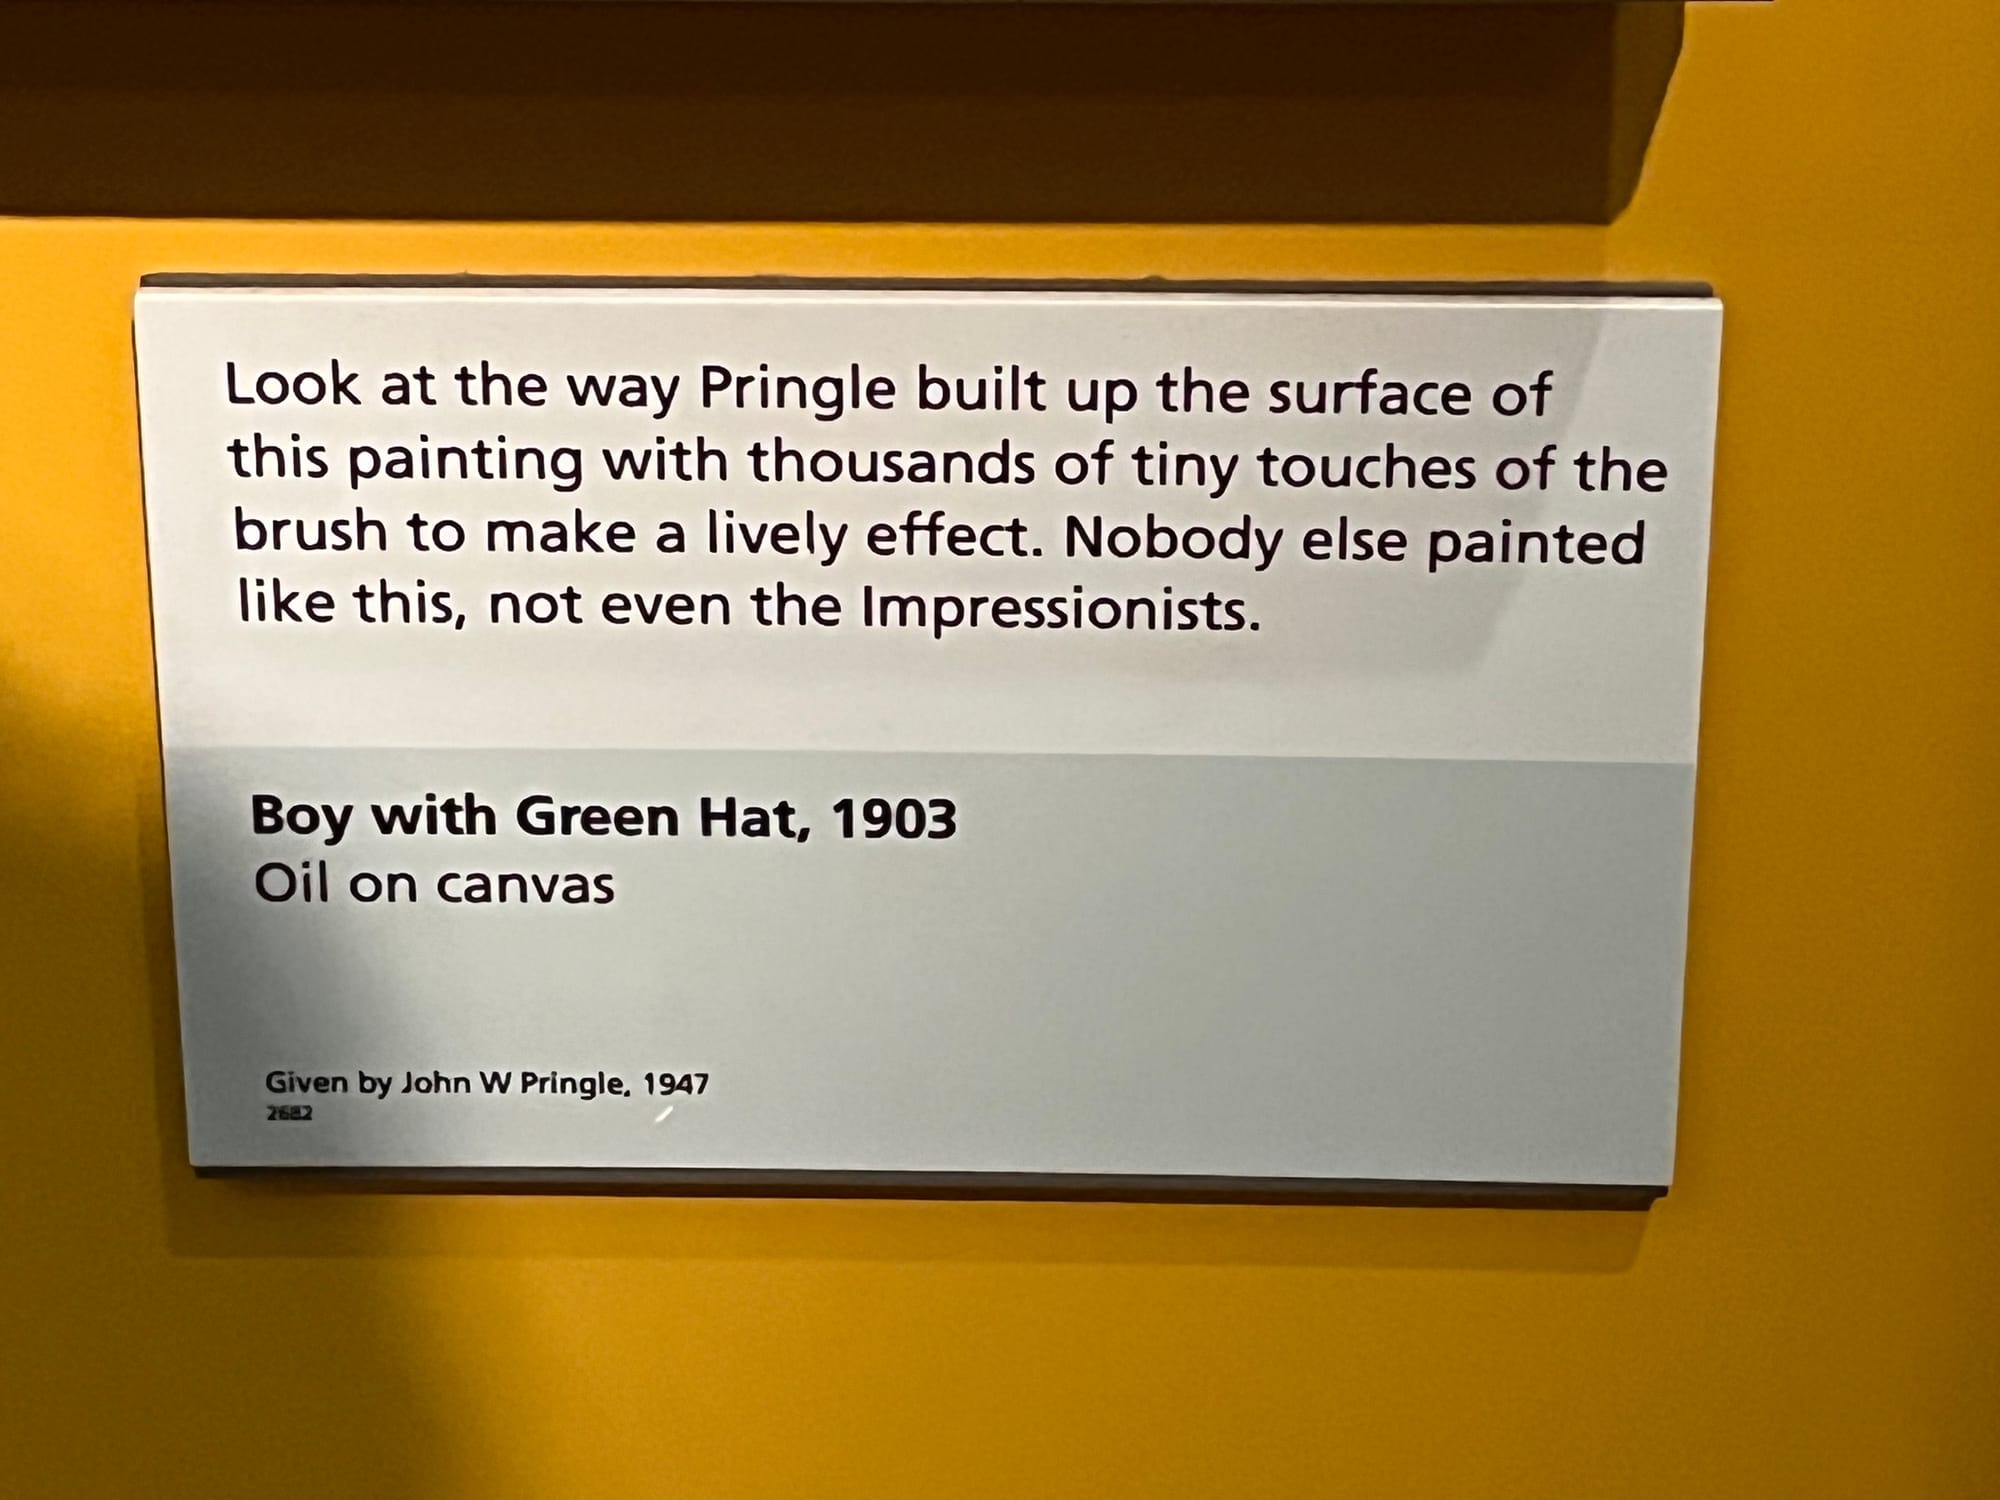 Look at the way Pringle built up the surface of
this painting with thousands of tiny touches of the
brush to make a lively effect. Nobody else painted
like this, not even the Impressionists.
Boy with Green Hat, 1903
Oil on canvas
Given by John W Pringle, 1947
2682